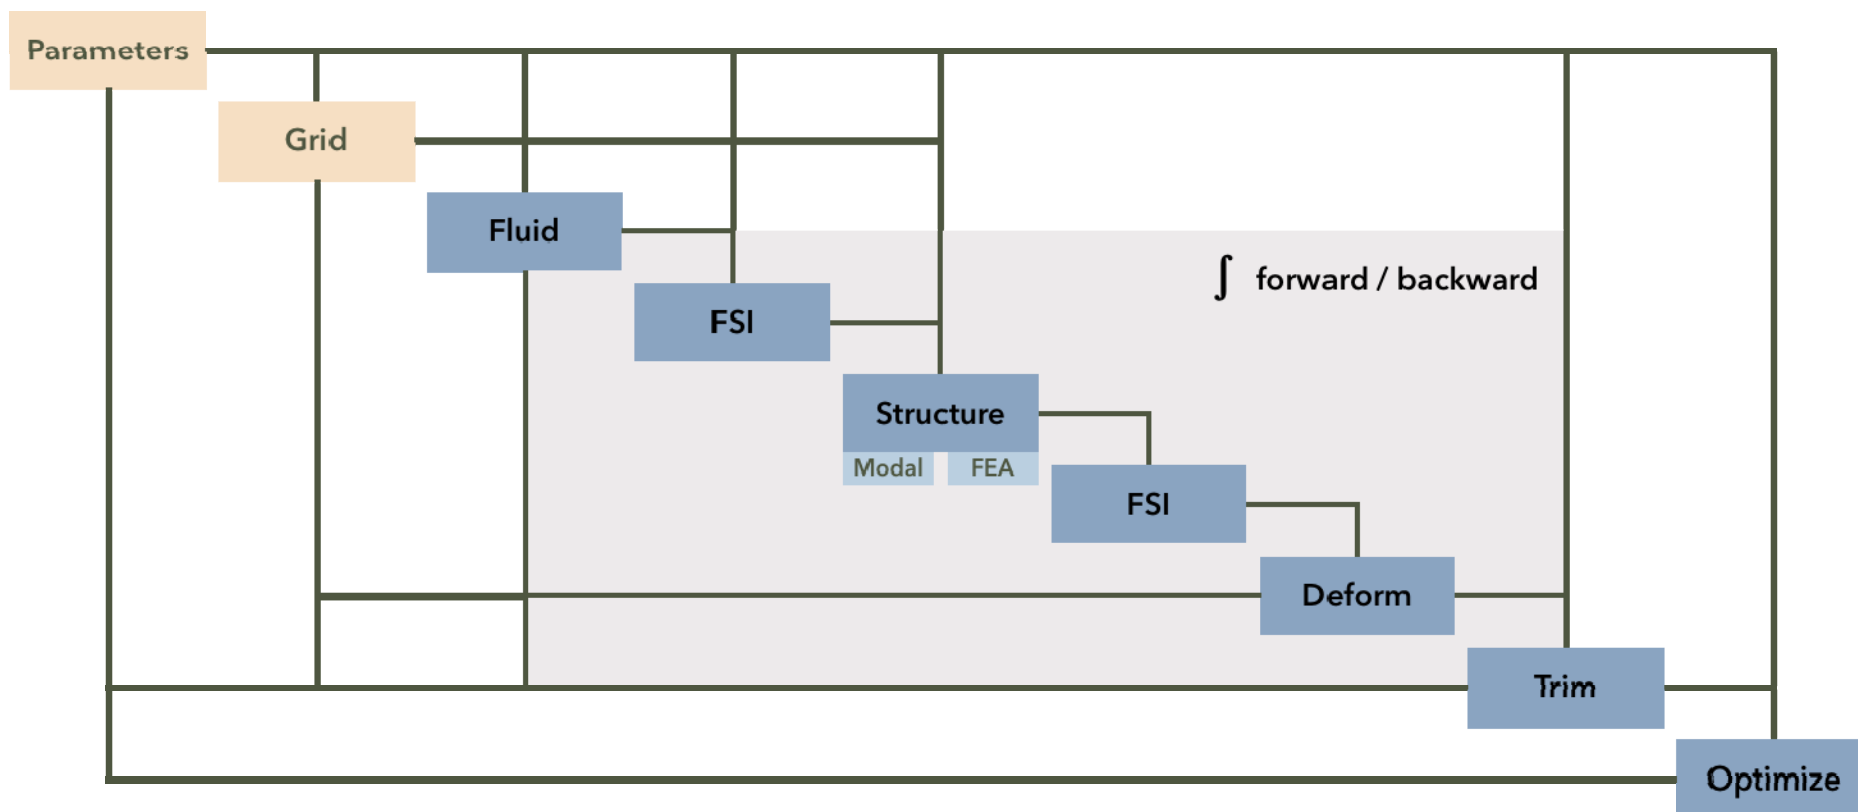 Parameters
Grid
Fluid
∫ forward / backward
FSI
Structure
Modal
FEA
FSI
Deform
Trim
Optimize